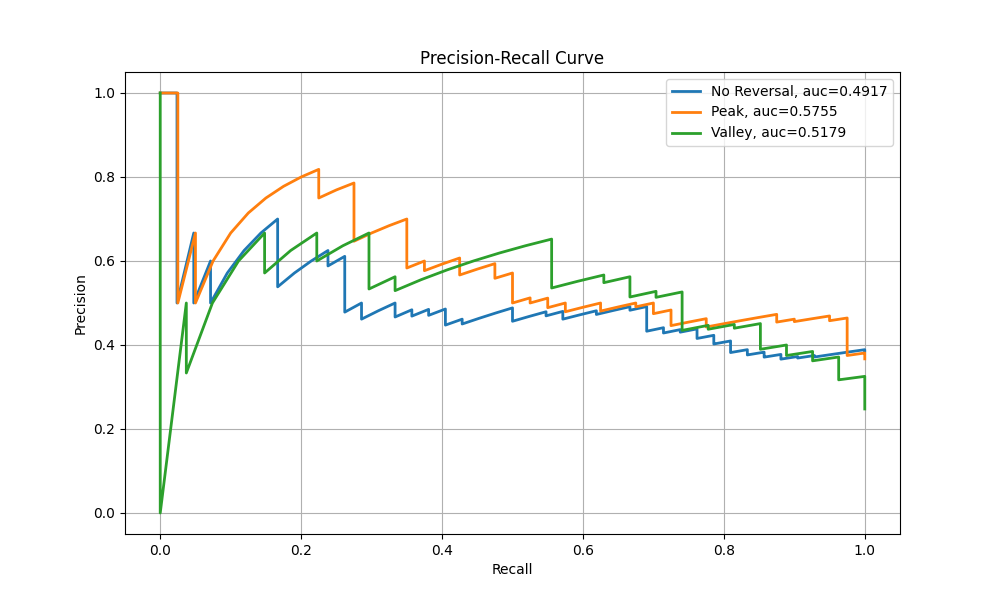 Precision-Recall Curve
No Reversal, auc=0.4917
Peak, auc=0.5755
Valley, auc=0.5179
Precision
1.0
0.8
0.6
0.4
0.2
0.0
0.0 0.2 0.4 0.6 0.8 1.0
Recall